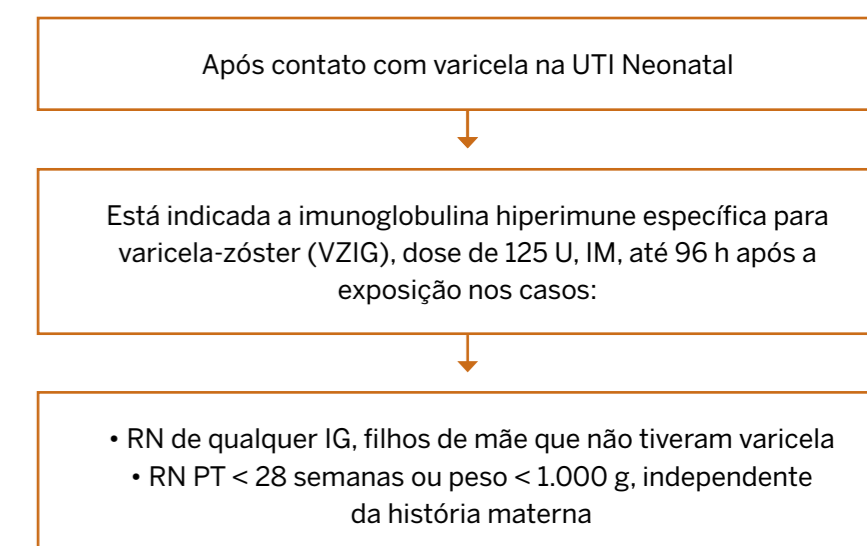 Após contato com varicela na UTI Neonatal
Está indicada a imunoglobulina hiperimune específica para
varicela-zóster (VZIG), dose de 125 U, IM, até 96 h após a
exposição nos casos:
• RN de qualquer IG, filhos de mãe que não tiveram varicela
• RN PT < 28 semanas ou peso < 1.000 g, independente
da história materna